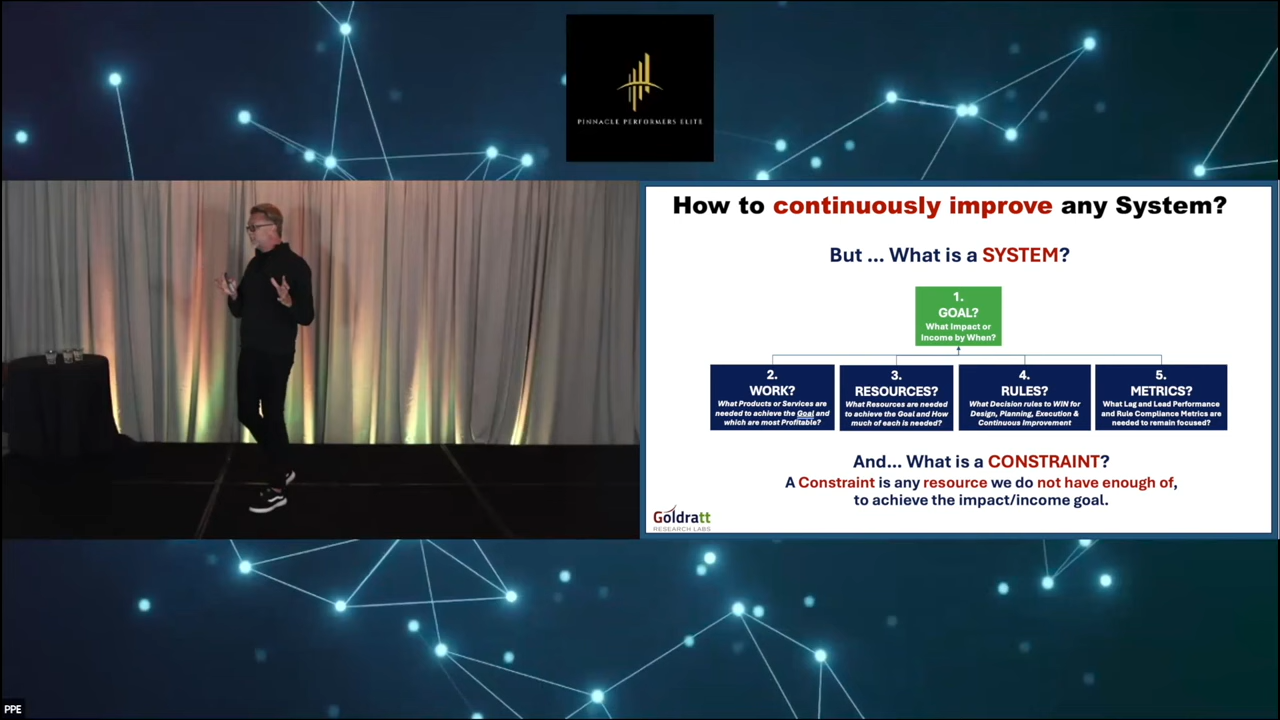 PINNACLE PERFORMERS ELITE
How to continuously improve any System?
But ... What is a SYSTEM?
1.
GOAL?
What Impact or
Income by When?
2.
WORK?
What Products or Services are
needed to achieve the Goal and
which are most Profitable?
3.
RESOURCES?
What Resources are needed
to achieve the Goal and How
much of each is needed?
4.
RULES?
What Decision rules to WIN for
Design, Planning, Execution &
Continuous Improvement
5.
METRICS?
What Lag and Lead Performance
and Rule Compliance Metrics are
needed to remain focused?
And... What is a CONSTRAINT?
A Constraint is any resource we do not have enough of,
to achieve the impact/income goal.
Goldratt
RESEARCH LABS
PPE